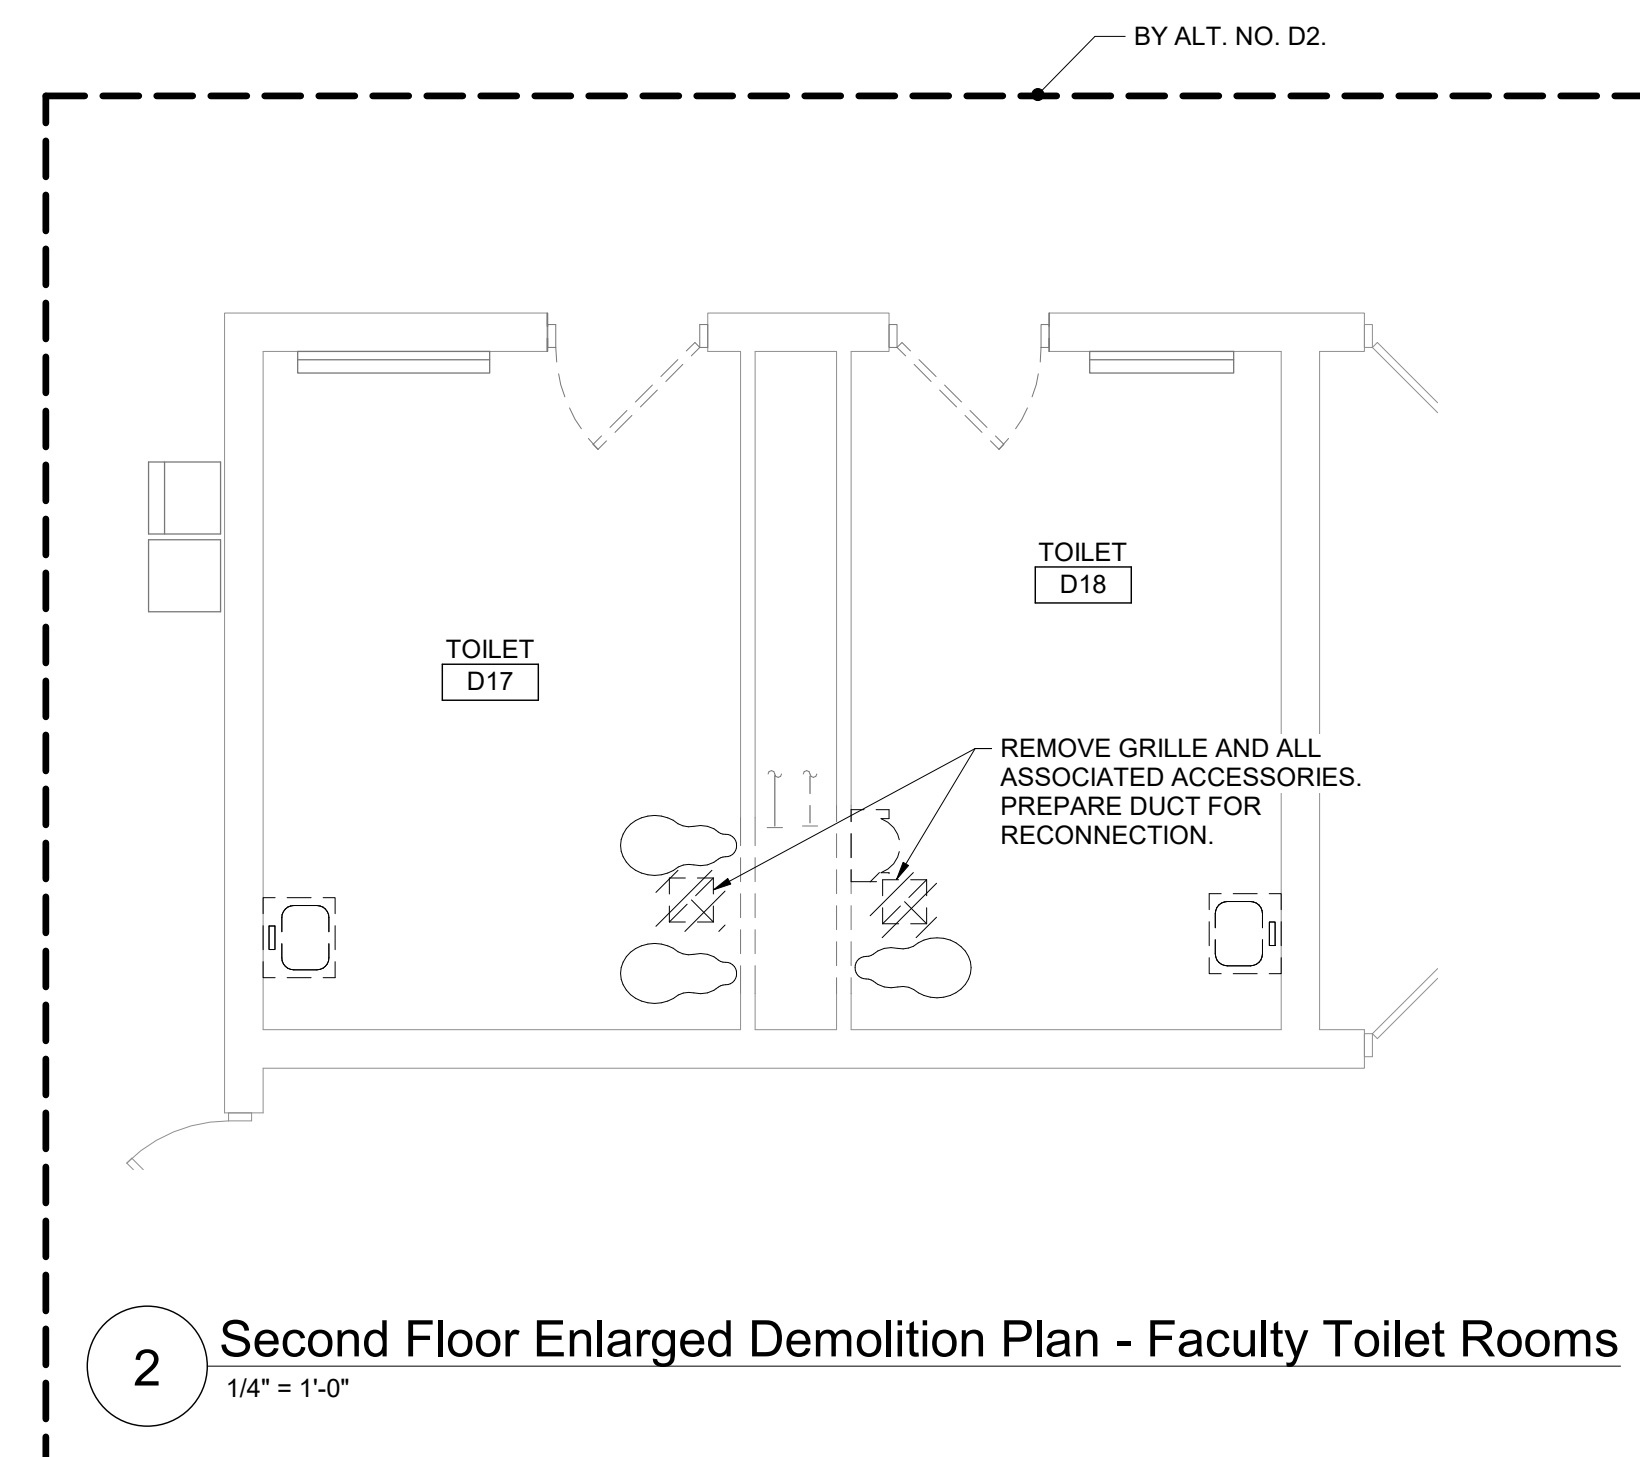 BY ALT. NO. D2.
TOILET
D18
TOILET
D17
REMOVE GRILLE AND ALL
ASSOCIATED ACCESSORIES.
PREPARE DUCT FOR
RECONNECTION.
2
Second Floor Enlarged Demolition Plan - Faculty Toilet Rooms
1/4" = 1'-0"